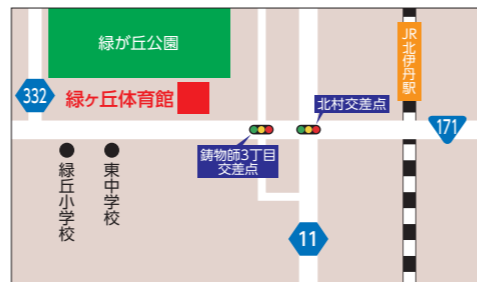 緑が丘公園
JR北伊丹駅
332
緑ヶ丘体育館
北村交差点
171
鋳物師3丁目
交差点
緑丘小学校
東中学校
11